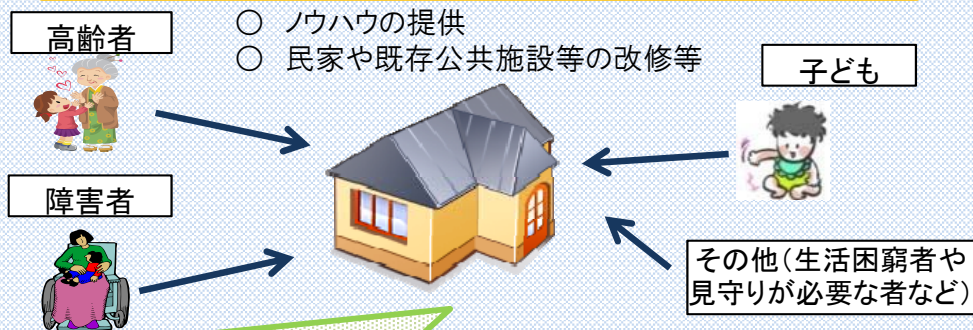 高齢者
○ ノウハウの提供
○ 民家や既存公共施設等の改修等
子ども
障害者
その他(生活困窮者や
見守りが必要な者など)